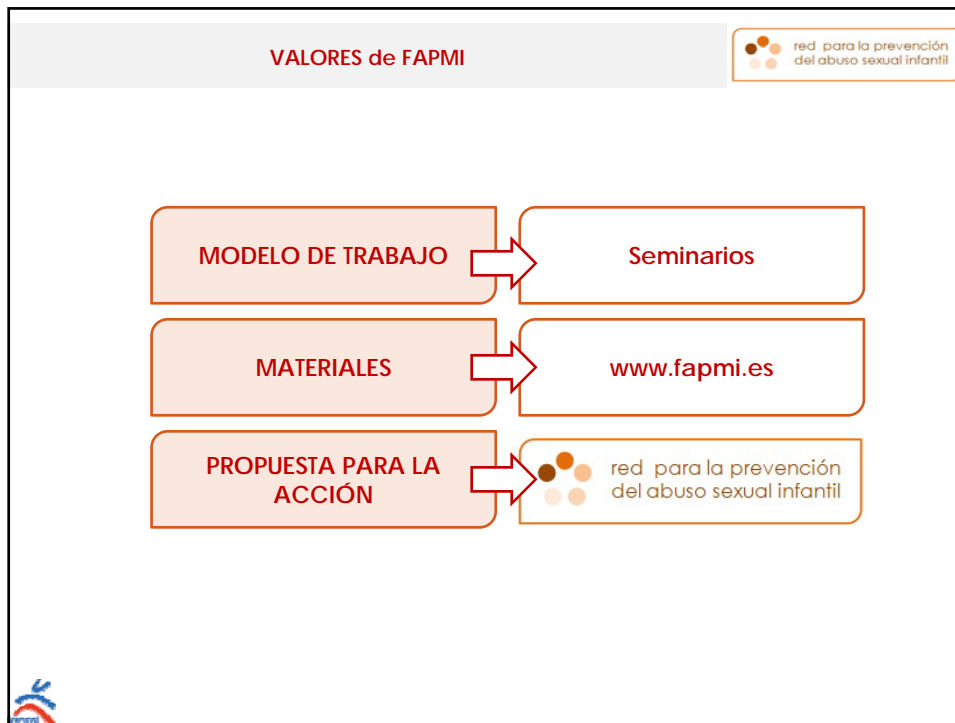 VALORES de FAPMI
red para la prevención
del abuso sexual infantil
MODELO DE TRABAJO
Seminarios
MATERIALES
www.fapmi.es
PROPUESTA PARA LA
ACCIÓN
red para la prevención
del abuso sexual infantil